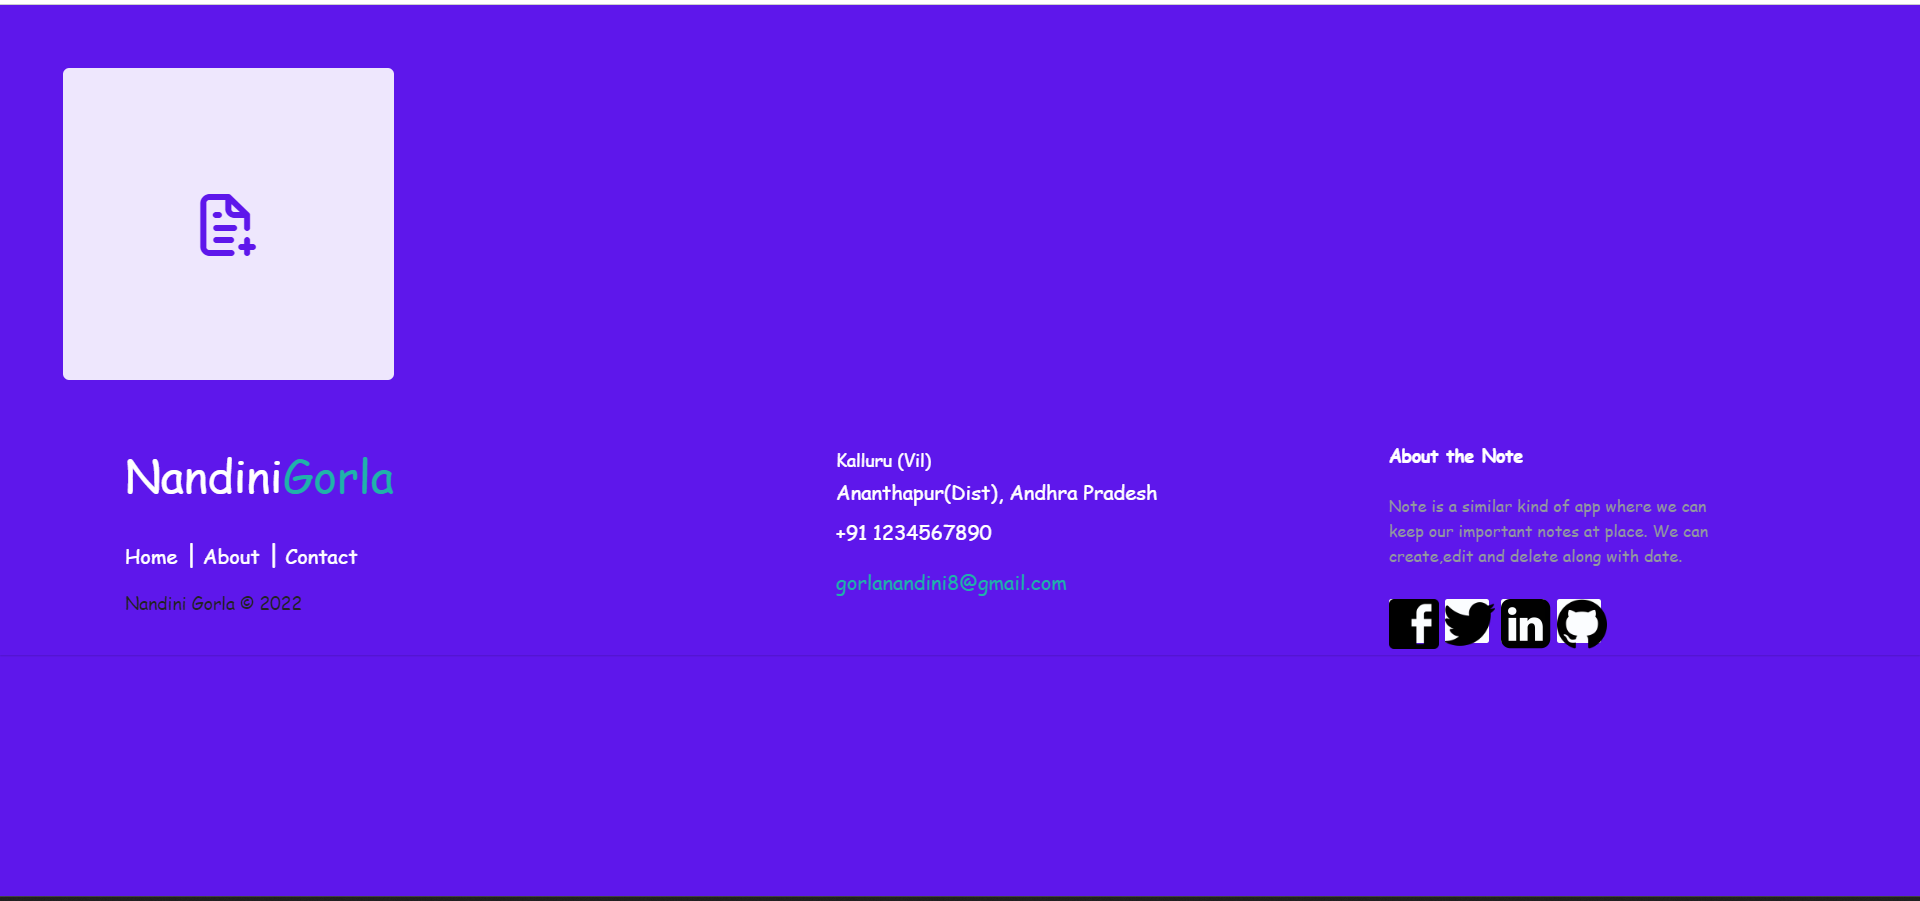 NandiniGorla
Home | About | Contact
Nandini Gorla © 2022
Kalluru (Vil)
Ananthapur(Dist), Andhra Pradesh
+91 1234567890
gorlanandini8@gmail.com
About the Note
Note is a similar kind of app where we can
keep our important notes at place. We can
create,edit and delete along with date.